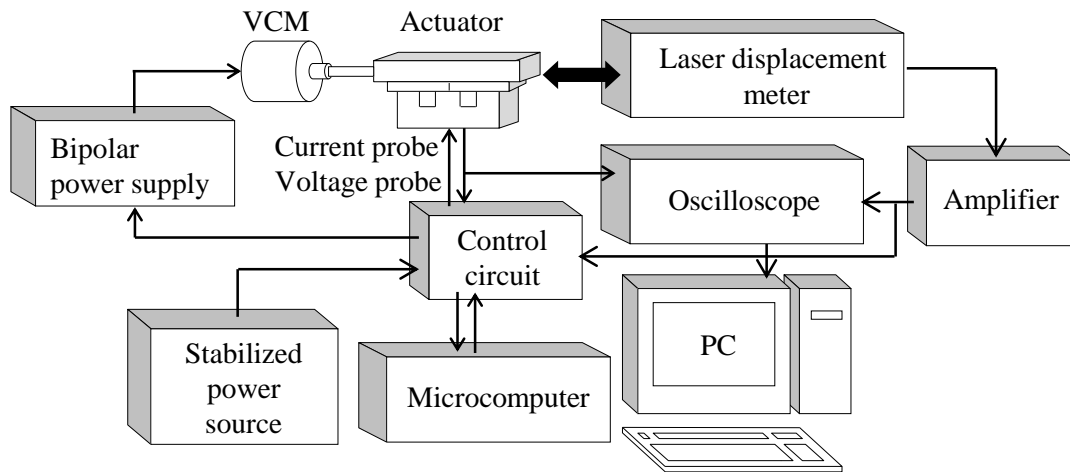 VCM
Actuator
Laser displacement
meter
Bipolar
power supply
Current probe
Voltage probe
Oscilloscope
Amplifier
Control
circuit
Stabilized
power
source
Microcomputer
PC